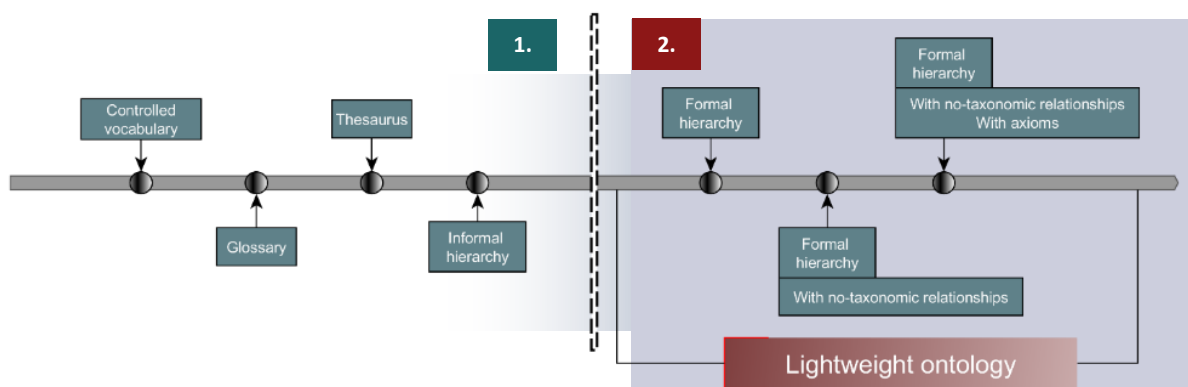 1.
2.
Controlled
vocabulary
Thesaurus
Glossary
Informal
hierarchy
Formal
hierarchy
Formal
hierarchy
With no-taxonomic relationships
With axioms
Formal
hierarchy
With no-taxonomic relationships
Lightweight ontology